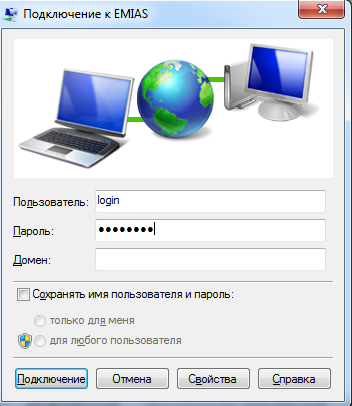 Подключение к EMIAS
Пользователь: login
Пароль: ●●●●●●●●
Домен:
Сохранять имя пользователя и пароль:
только для меня
для любого пользователя
Подключение Отмена Свойства Справка